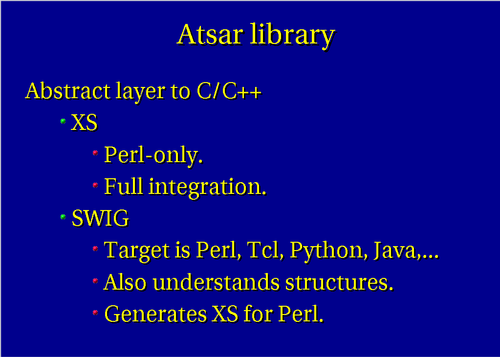 Atsar library
Abstract layer to C/C++
XS
Perl-only.
Full integration.
SWIG
Target is Perl, Tcl, Python, Java,...
Also understands structures.
Generates XS for Perl.